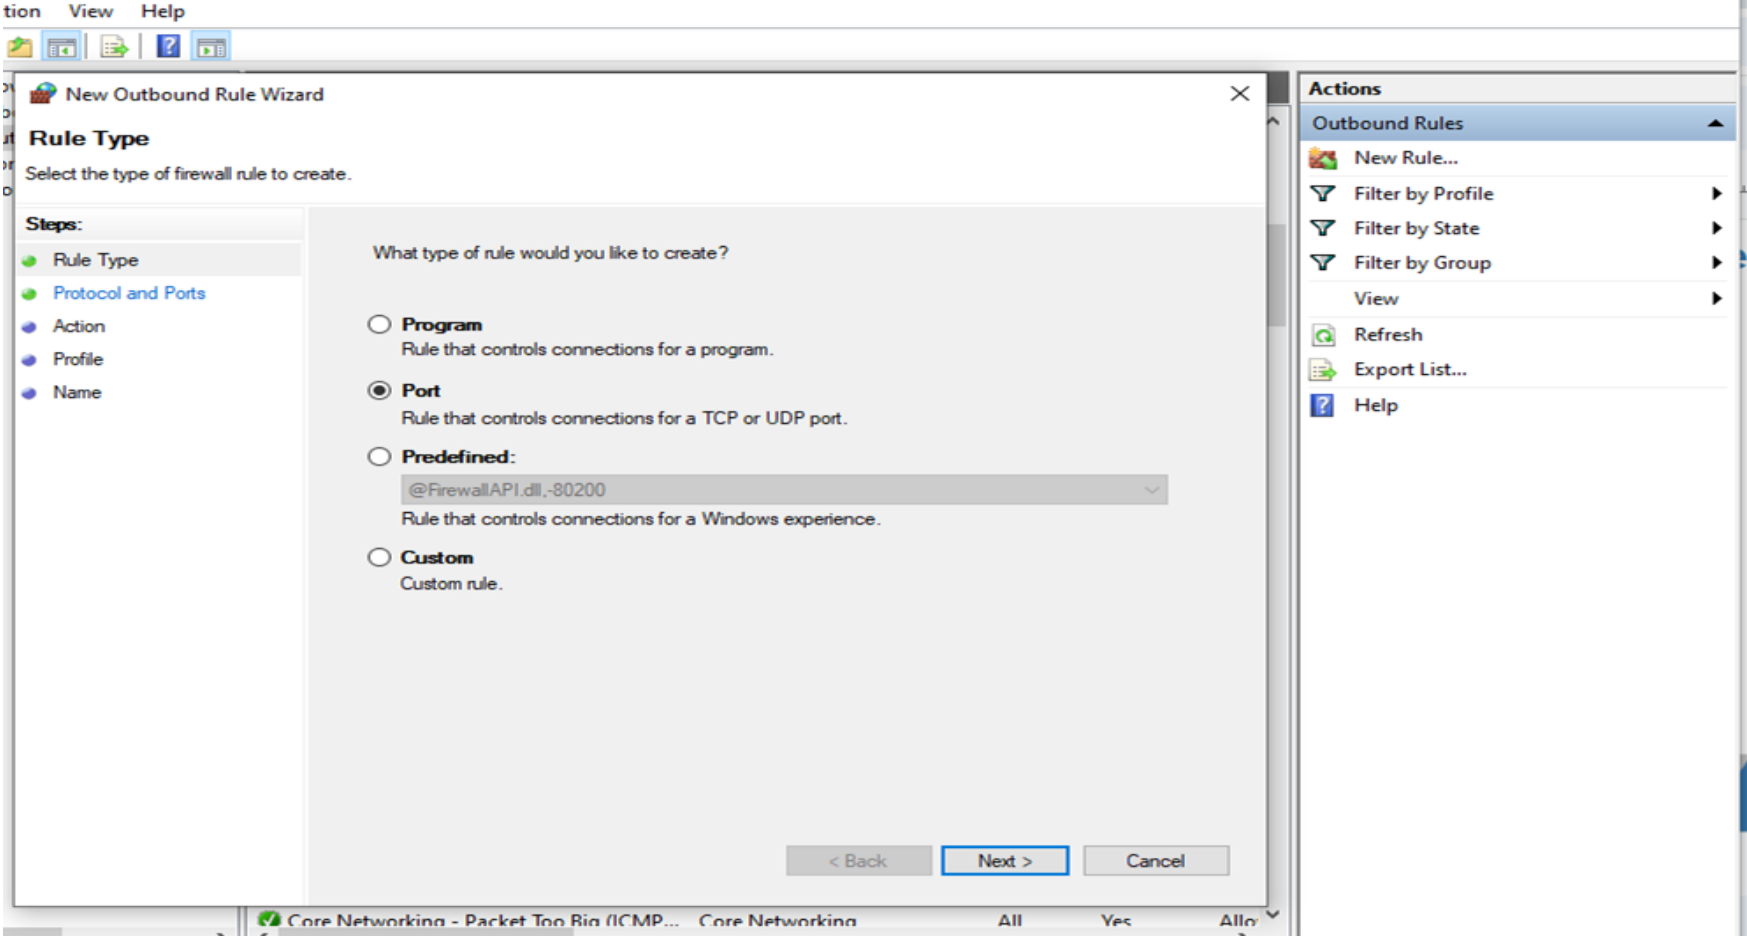 tion View Help
New Outbound Rule Wizard
Rule Type
Select the type of firewall rule to create.
Steps:
Rule Type
Protocol and Ports
Action
Profile
Name
What type of rule would you like to create?
Program
Rule that controls connections for a program.
Port
Rule that controls connections for a TCP or UDP port.
Predefined:
@FirewallAPI.dll,-80200
Rule that controls connections for a Windows experience.
Custom
Custom rule.
< Back Next > Cancel
Core Networking - Packet Too Big (ICMP... Core Networking All Yes Allo
Actions
Outbound Rules
New Rule...
Filter by Profile
Filter by State
Filter by Group
View
Refresh
Export List...
Help